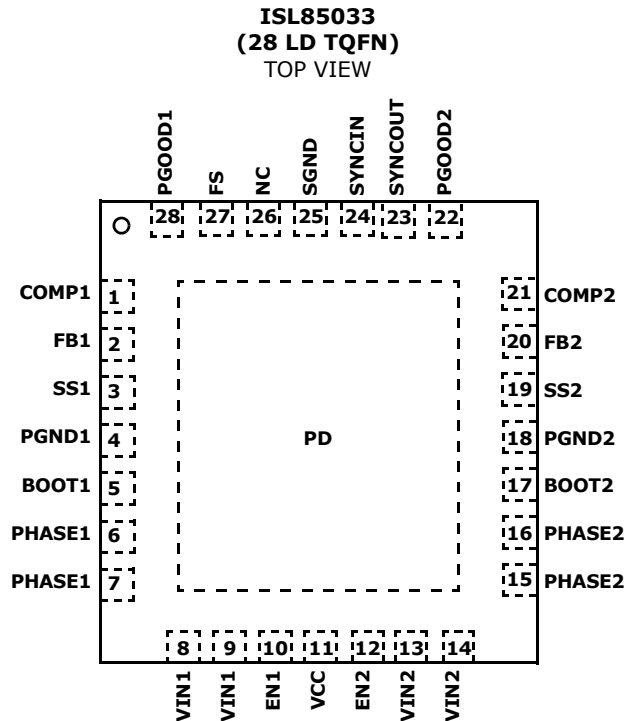 ISL85033
(28 LD TQFN)
TOP VIEW
PGOOD1
FS
NC
SGND
SYNCIN
SYNCOUT
PGOOD2
28 27 26 25 24 23 22
COMP1 1
FB1 2
SS1 3
PGND1 4
BOOT1 5
PHASE1 6
PHASE1 7
PD
21 COMP2
20 FB2
19 SS2
18 PGND2
17 BOOT2
16 PHASE2
15 PHASE2
8 9 10 11 12 13 14
VIN1
VIN1
EN1
VCC
EN2
VIN2
VIN2